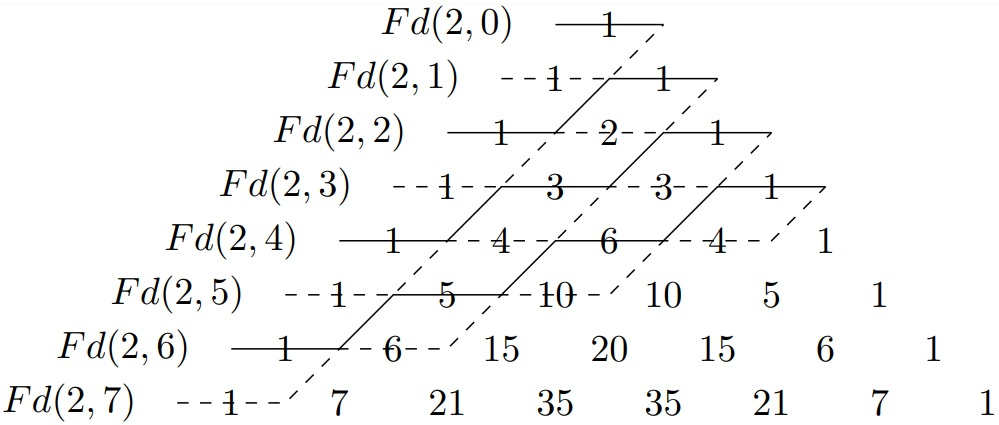 Fd(2, 0) 1
Fd(2, 1) 1 1
Fd(2, 2) 1 2 1
Fd(2, 3) 1 3 3 1
Fd(2, 4) 1 4 6 4 1
Fd(2, 5) 1 5 10 10 5 1
Fd(2, 6) 1 6 15 20 15 6 1
Fd(2, 7) 1 7 21 35 35 21 7 1